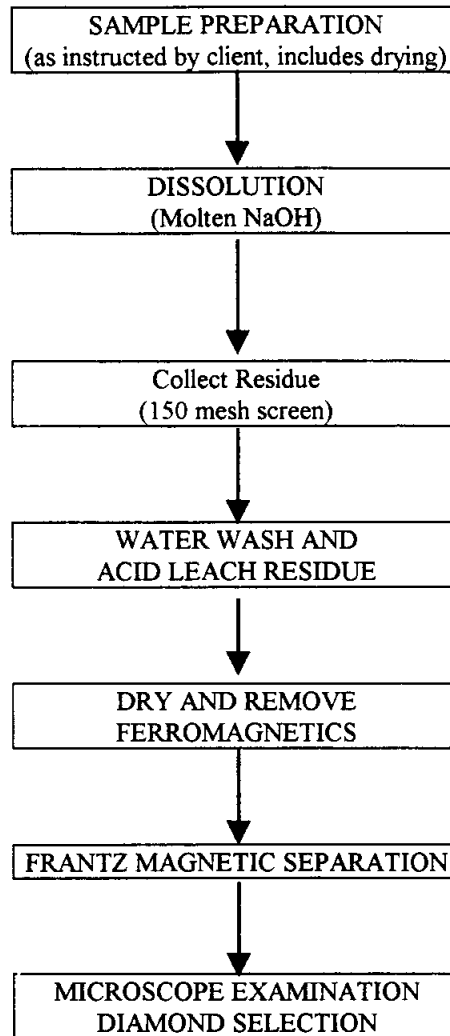 SAMPLE PREPARATION
(as instructed by client, includes drying)
DISSOLUTION
(Molten NaOH)
Collect Residue
(150 mesh screen)
WATER WASH AND
ACID LEACH RESIDUE
DRY AND REMOVE
FERROMAGNETICS
FRANTZ MAGNETIC SEPARATION
MICROSCOPE EXAMINATION
DIAMOND SELECTION